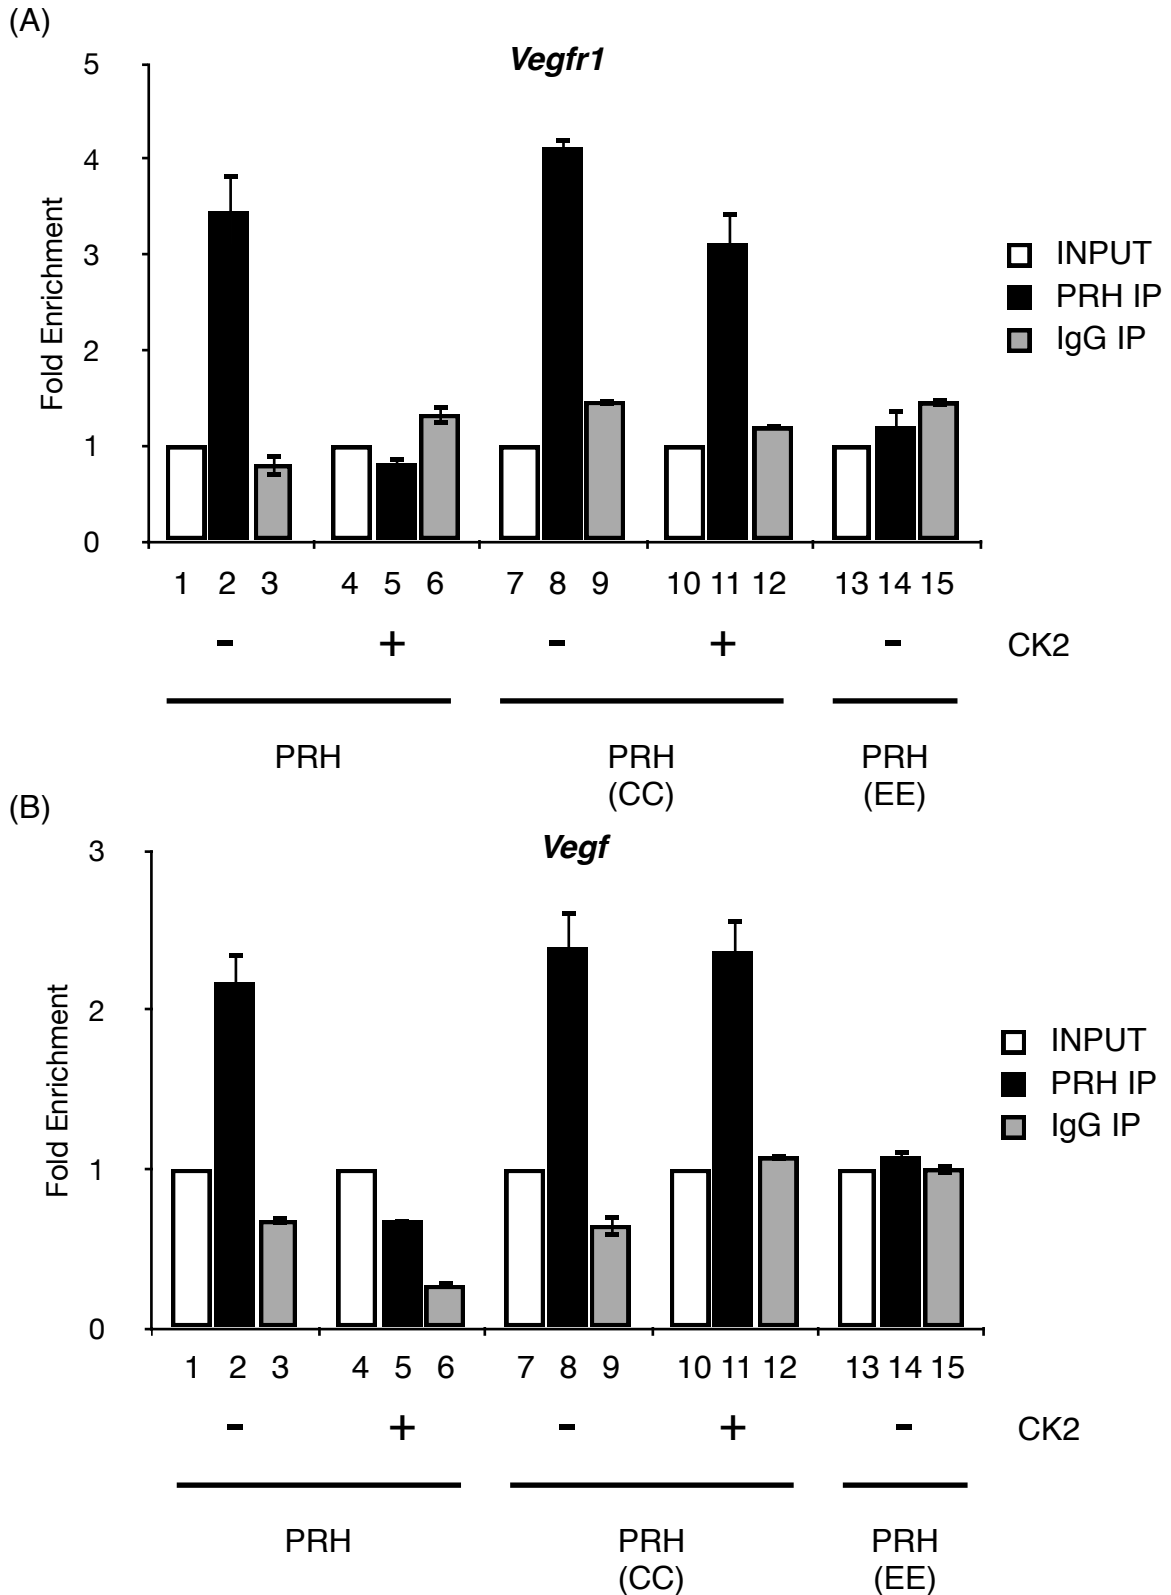 (A)
Vegfr1
5
4
3
2
1
0
Fold Enrichment
INPUT
PRH IP
IgG IP
1 2 3 4 5 6 7 8 9 10 11 12 13 14 15
- + - + - CK2
PRH PRH PRH
(CC) (EE)
(B)
Vegf
3
2
1
0
Fold Enrichment
INPUT
PRH IP
IgG IP
1 2 3 4 5 6 7 8 9 10 11 12 13 14 15
- + - + - CK2
PRH PRH PRH
(CC) (EE)